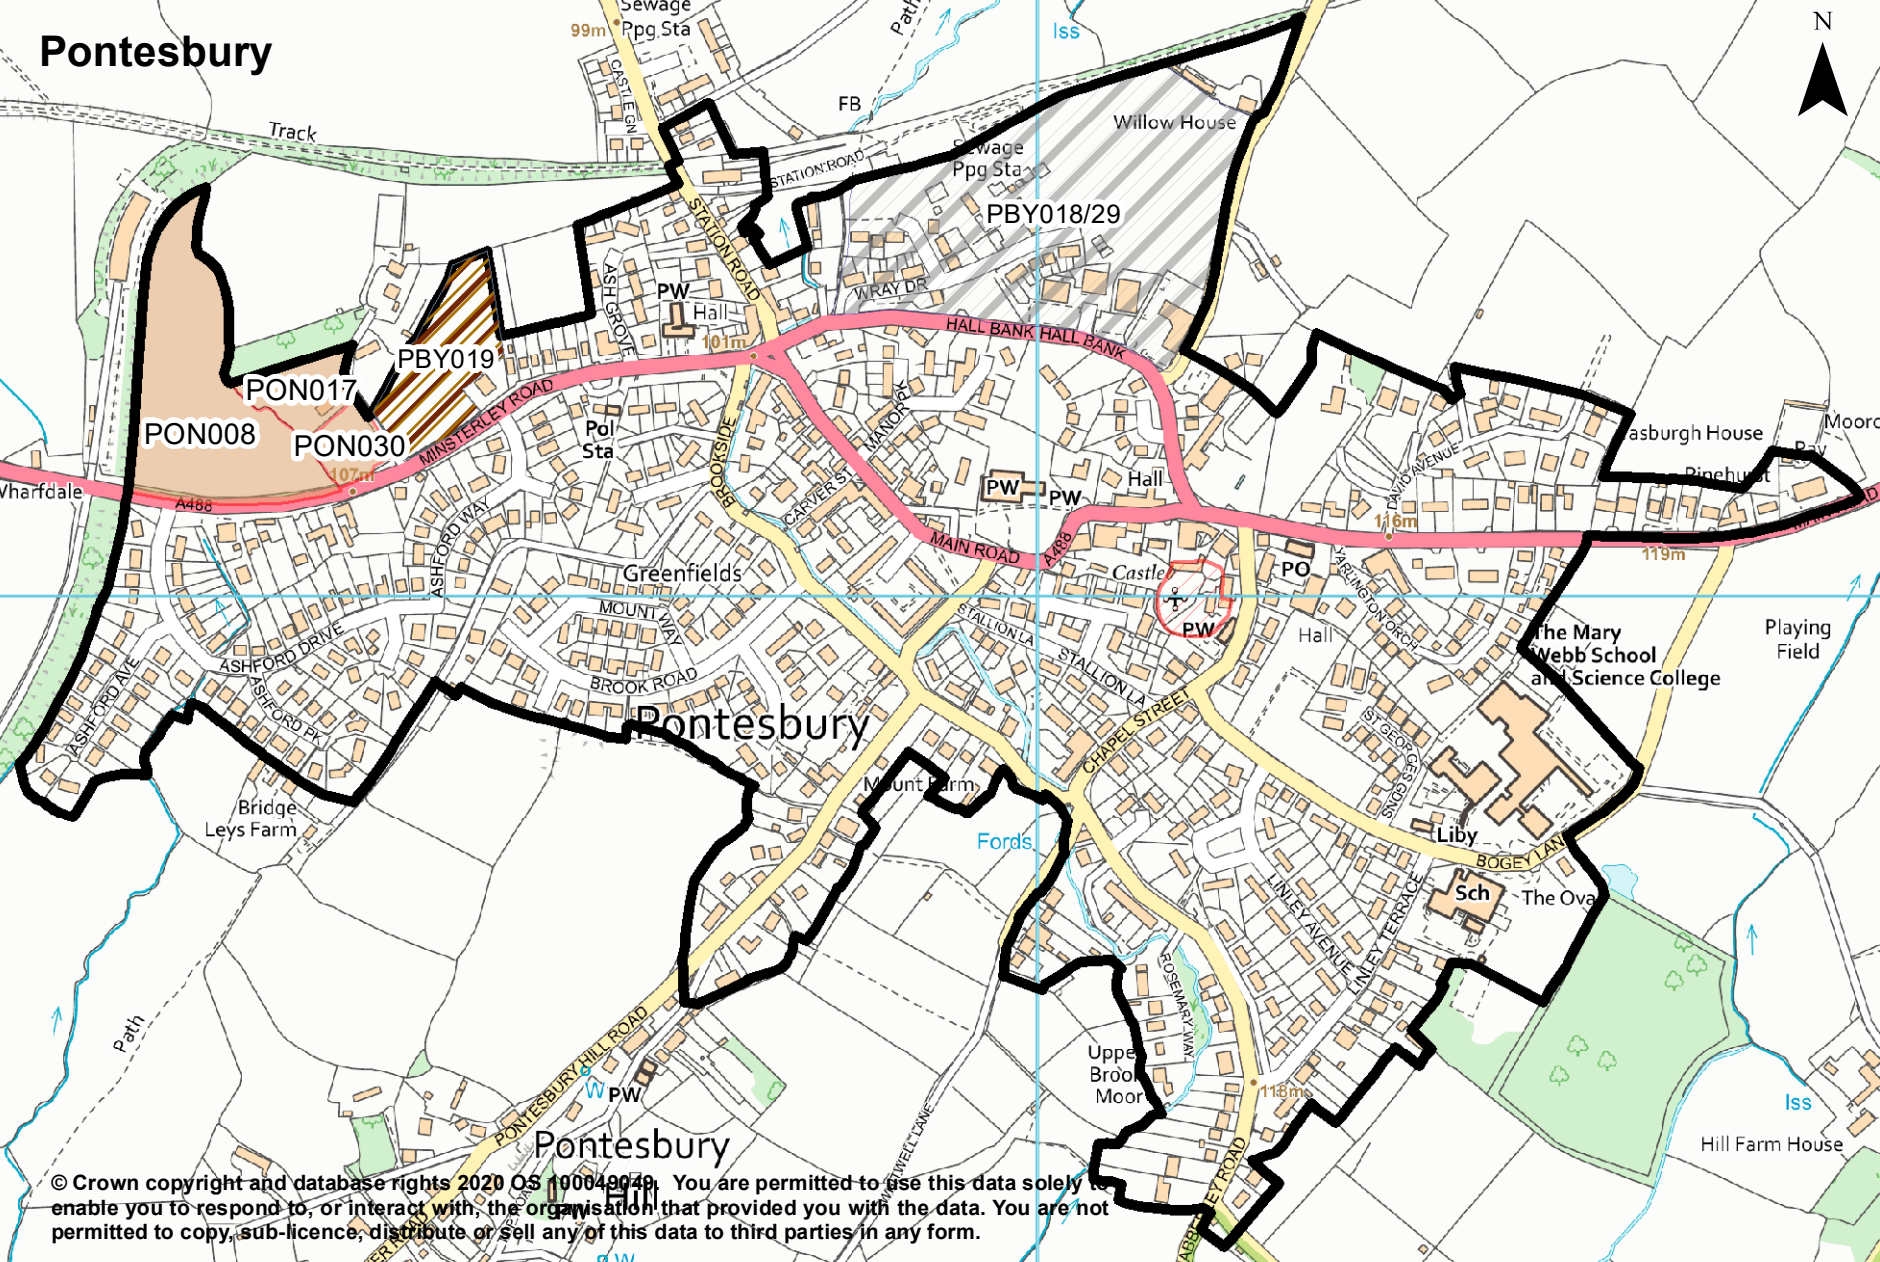 Pontesbury
N
Sewage
Ppg Sta
99m
Path
Iss
CASTLE GN
FB
Track
Willow House
STATION ROAD
Sewage
Ppg Sta
PBY018/29
STATION ROAD
ASH GROVE
PW
Hall
WRAY DR
101m
HALL BANK
HALL BANK
PBY019
PON017
PON008
PON030
MINSTERLEY ROAD
107m
A488
Wharfdale
Pol
Sta
BROOKSIDE
CARVER ST
MANOR PK
PW
PW
Hall
DAVID AVENUE
asburgh House
Pinehurst
116m
119m
ASHFORD WAY
MAIN ROAD
A488
Greenfields
Castle
PO
PW
Hall
MOUNT WAY
BROOK ROAD
STALLION LA
STALLION LA
ASHFORD DRIVE
ASHFORD AVE
ASHFORD PK
The Mary
Webb School
and Science College
Playing
Field
Pontesbury
CHAPEL STREET
ST GEORGES GDNS
Mount Farm
Bridge
Leys Farm
Fords
Liby
BOGEY LAN
Sch
The Oval
LINLEY AVENUE
LINLEY TERRACE
ROSEMARY WAY
Path
Upper
Brook
Moor
118m
PONTESBURY HILL ROAD
W
PW
Pontesbury
Hill
PW
W
ABBEY ROAD
Iss
Hill Farm House
© Crown copyright and database rights 2020 OS 100049049. You are permitted to use this data solely to
enable you to respond to, or interact with, the organisation that provided you with the data. You are not
permitted to copy, sub-licence, distribute or sell any of this data to third parties in any form.